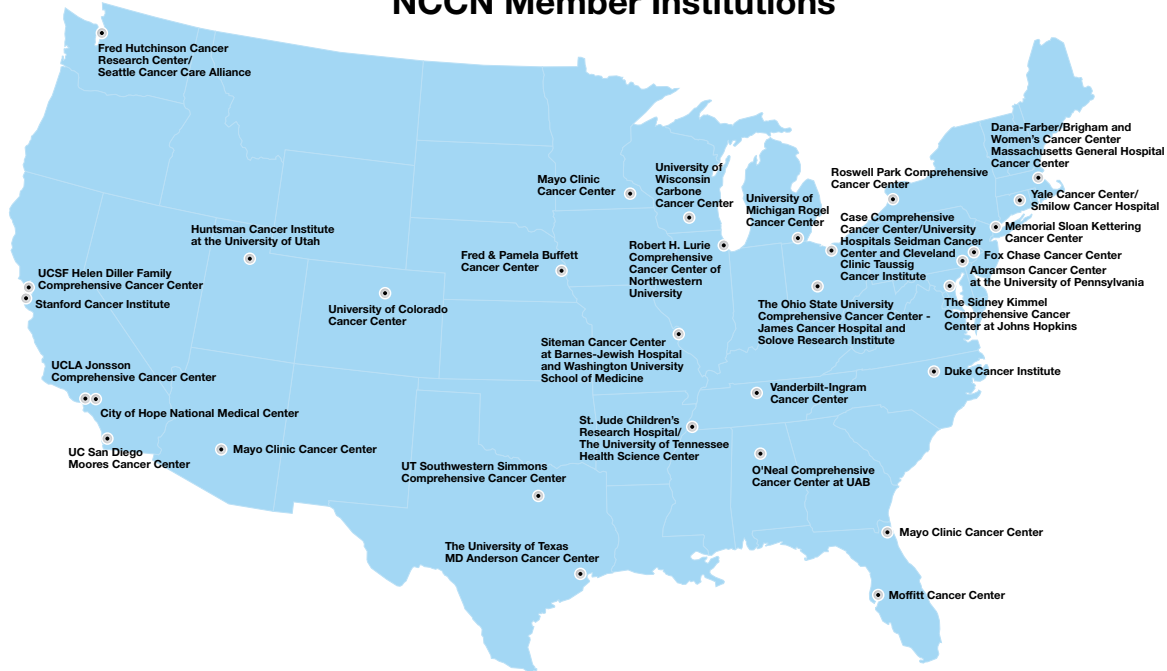 NCCN Member Institutions
Fred Hutchinson Cancer
Research Center/
Seattle Cancer Care Alliance
Dana-Farber/Brigham and
Women's Cancer Center
Massachusetts General Hospital
Cancer Center
Mayo Clinic
Cancer Center
University of
Wisconsin
Carbone
Cancer Center
Roswell Park Comprehensive
Cancer Center
University of
Michigan Rogel
Cancer Center
Yale Cancer Center/
Smilow Cancer Hospital
Case Comprehensive
Cancer Center/University
Hospitals Seidman Cancer
Center and Cleveland
Clinic Taussig
Cancer Institute
Memorial Sloan Kettering
Cancer Center
Huntsman Cancer Institute
at the University of Utah
Fred & Pamela Buffett
Cancer Center
Robert H. Lurie
Comprehensive
Cancer Center of
Northwestern
University
Fox Chase Cancer Center
Abramson Cancer Center
at the University of Pennsylvania
UCSF Helen Diller Family
Comprehensive Cancer Center
Stanford Cancer Institute
University of Colorado
Cancer Center
The Ohio State University
Comprehensive Cancer Center -
James Cancer Hospital and
Solove Research Institute
The Sidney Kimmel
Comprehensive Cancer
Center at Johns Hopkins
Siteman Cancer Center
at Barnes-Jewish Hospital
and Washington University
School of Medicine
UCLA Jonsson
Comprehensive Cancer Center
Duke Cancer Institute
Vanderbilt-Ingram
Cancer Center
City of Hope National Medical Center
St. Jude Children's
Research Hospital/
The University of Tennessee
Health Science Center
UC San Diego
Moores Cancer Center
Mayo Clinic Cancer Center
UT Southwestern Simmons
Comprehensive Cancer Center
O'Neal Comprehensive
Cancer Center at UAB
Mayo Clinic Cancer Center
The University of Texas
MD Anderson Cancer Center
Moffitt Cancer Center